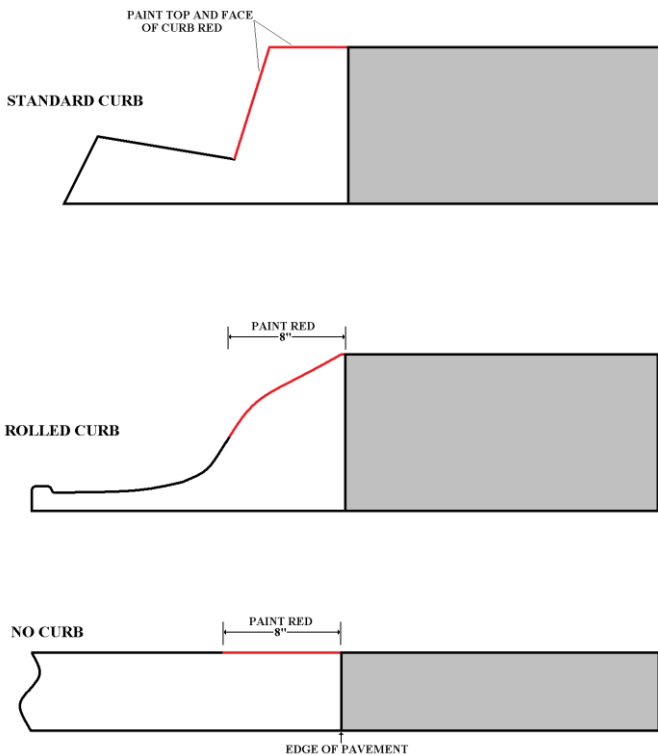 PAINT TOP AND FACE
OF CURB RED
STANDARD CURB
PAINT RED
8"
ROLLED CURB
PAINT RED
8"
NO CURB
EDGE OF PAVEMENT